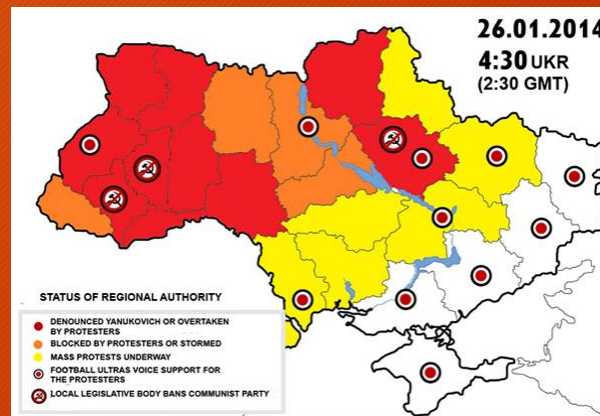 26.01.2014
4:30 UKR
(2:30 GMT)
STATUS OF REGIONAL AUTHORITY
DENOUNCED YANUKOVICH OR OVERTAKEN
BY PROTESTERS
BLOCKED BY PROTESTERS OR STORMED
MASS PROTESTS UNDERWAY
FOOTBALL ULTRAS VOICE SUPPORT FOR
THE PROTESTERS
LOCAL LEGISLATIVE BODY BANS COMMUNIST PARTY